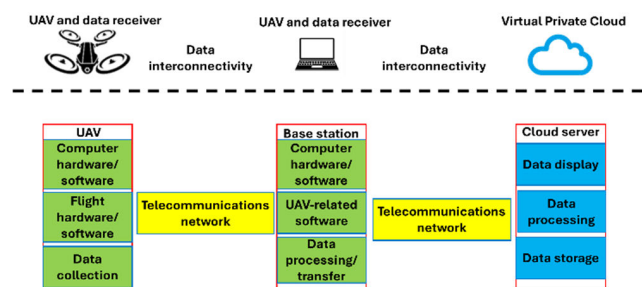 UAV and data receiver
UAV and data receiver
Virtual Private Cloud
Data
interconnectivity
Data
interconnectivity
UAV
Computer
hardware/
software
Flight
hardware/
software
Data
collection
Telecommunications
network
Base station
Computer
hardware/
software
UAV-related
software
Data
processing/
transfer
Telecommunications
network
Cloud server
Data display
Data
processing
Data storage